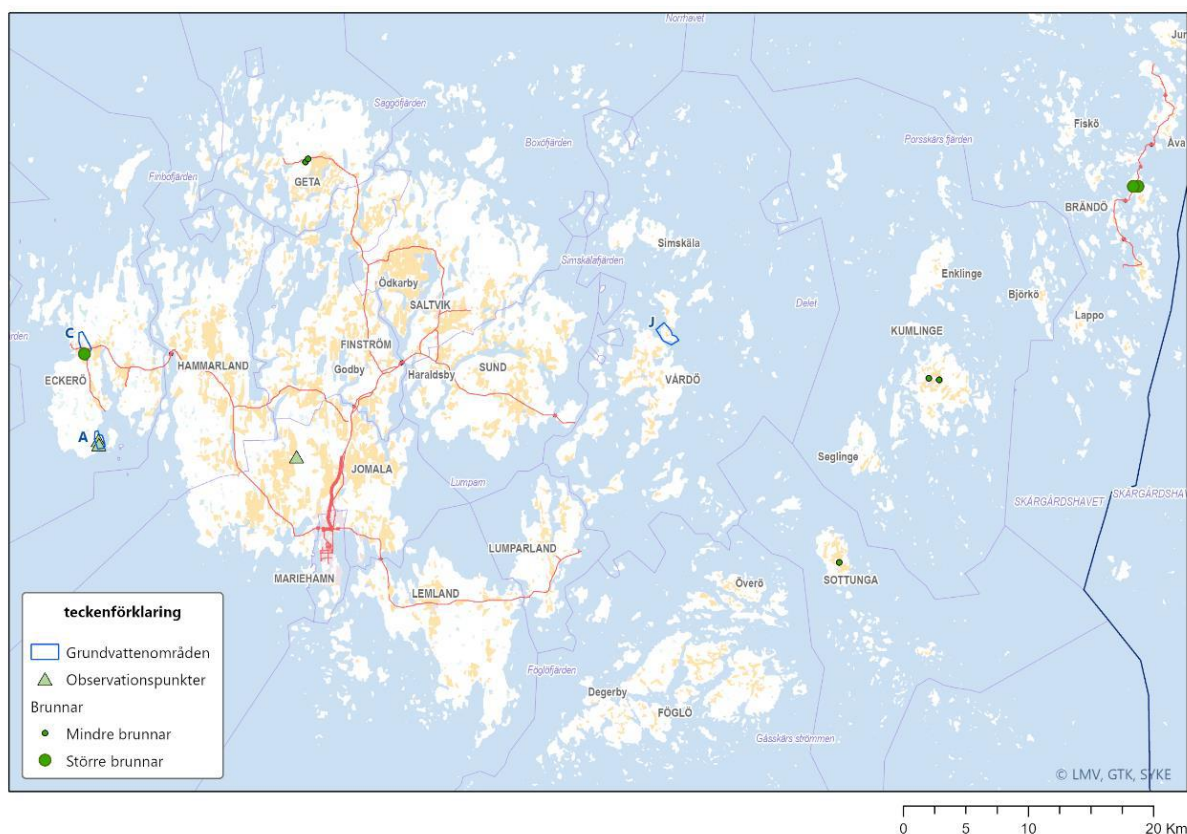 Norrhavet
Jur
Saggöfjärden
Fiskö
Porsskärs fjärden
Boxöfjärden
Åva
Finbofjärden
GETA
BRÄNDÖ
Simskäla
Simskälafjärden
Enklinge
Ödkarby
Björkö
Delet
SALTVIK
Lappo
J
C
KUMLINGE
FINSTRÖM
ECKERÖ
HAMMARLAND
Godby
Haraldsby
SUND
VÅRDÖ
A
Seglinge
JOMALA
Lumparn
SKÄRGÅRDSHAVET
SKÄRGÅRDSHAV
LUMPARLAND
MARIEHAMN
SOTTUNGA
Överö
LEMLAND
Föglöfjärden
Degerby
FÖGLÖ
Gåsskärs strömmen
teckenförklaring
Grundvattenområden
Observationspunkter
Brunnar
Mindre brunnar
Större brunnar
© LMV, GTK, SYKE
0 5 10 20 Km